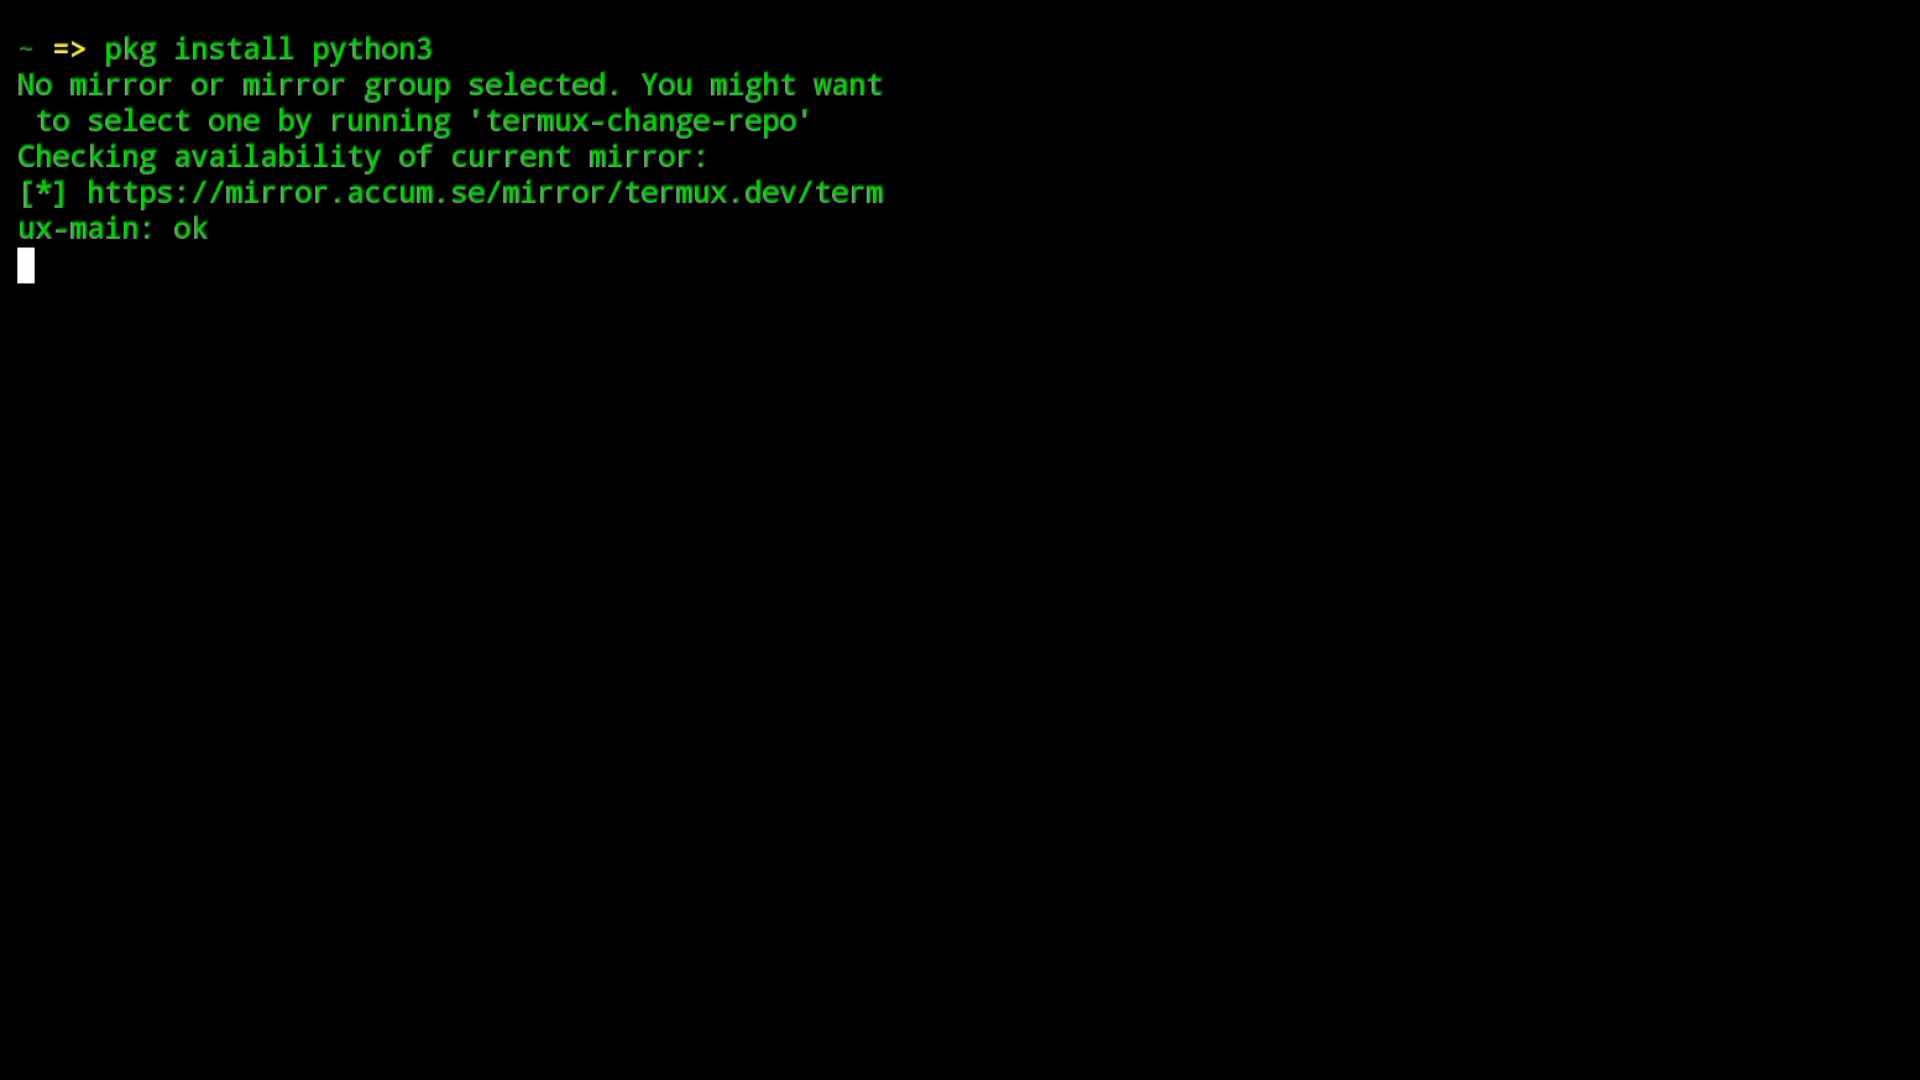 ~ => pkg install python3
No mirror or mirror group selected. You might want
 to select one by running 'termux-change-repo'
Checking availability of current mirror:
[*] https://mirror.accum.se/mirror/termux.dev/term
ux-main: ok